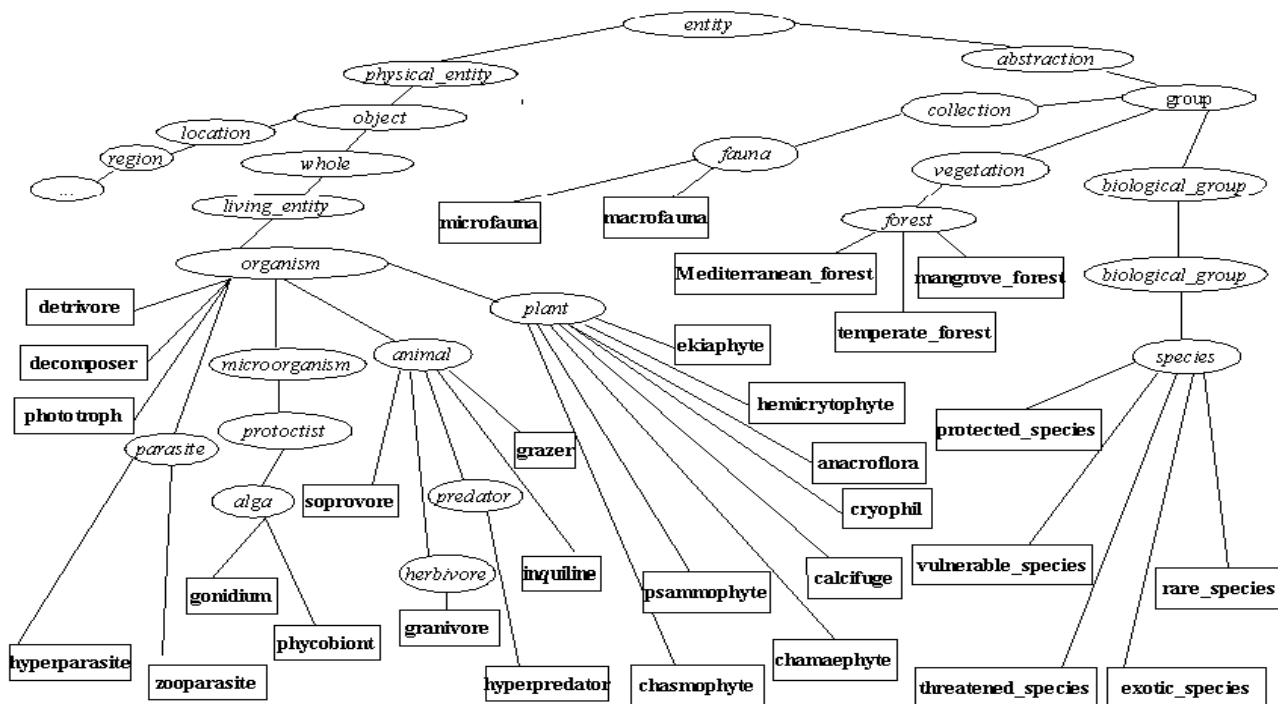 entity
physical_entity
abstraction
object
collection
group
location
region
whole
fauna
vegetation
...
living_entity
biological_group
microfauna
macrofauna
forest
organism
Mediterranean_forest
mangrove_forest
biological_group
detrivore
plant
temperate_forest
decomposer
microorganism
animal
ekiaphyte
species
phototroph
hemicrytophyte
parasite
protoctist
grazer
protected_species
anacroflora
alga
soprovore
predator
cryophil
gonidium
herbivore
inquiline
psammophyte
calcifuge
vulnerable_species
rare_species
phycobiont
granivore
hyperparasite
zooparasite
hyperpredator
chasmophyte
chamaephyte
threatened_species
exotic_species